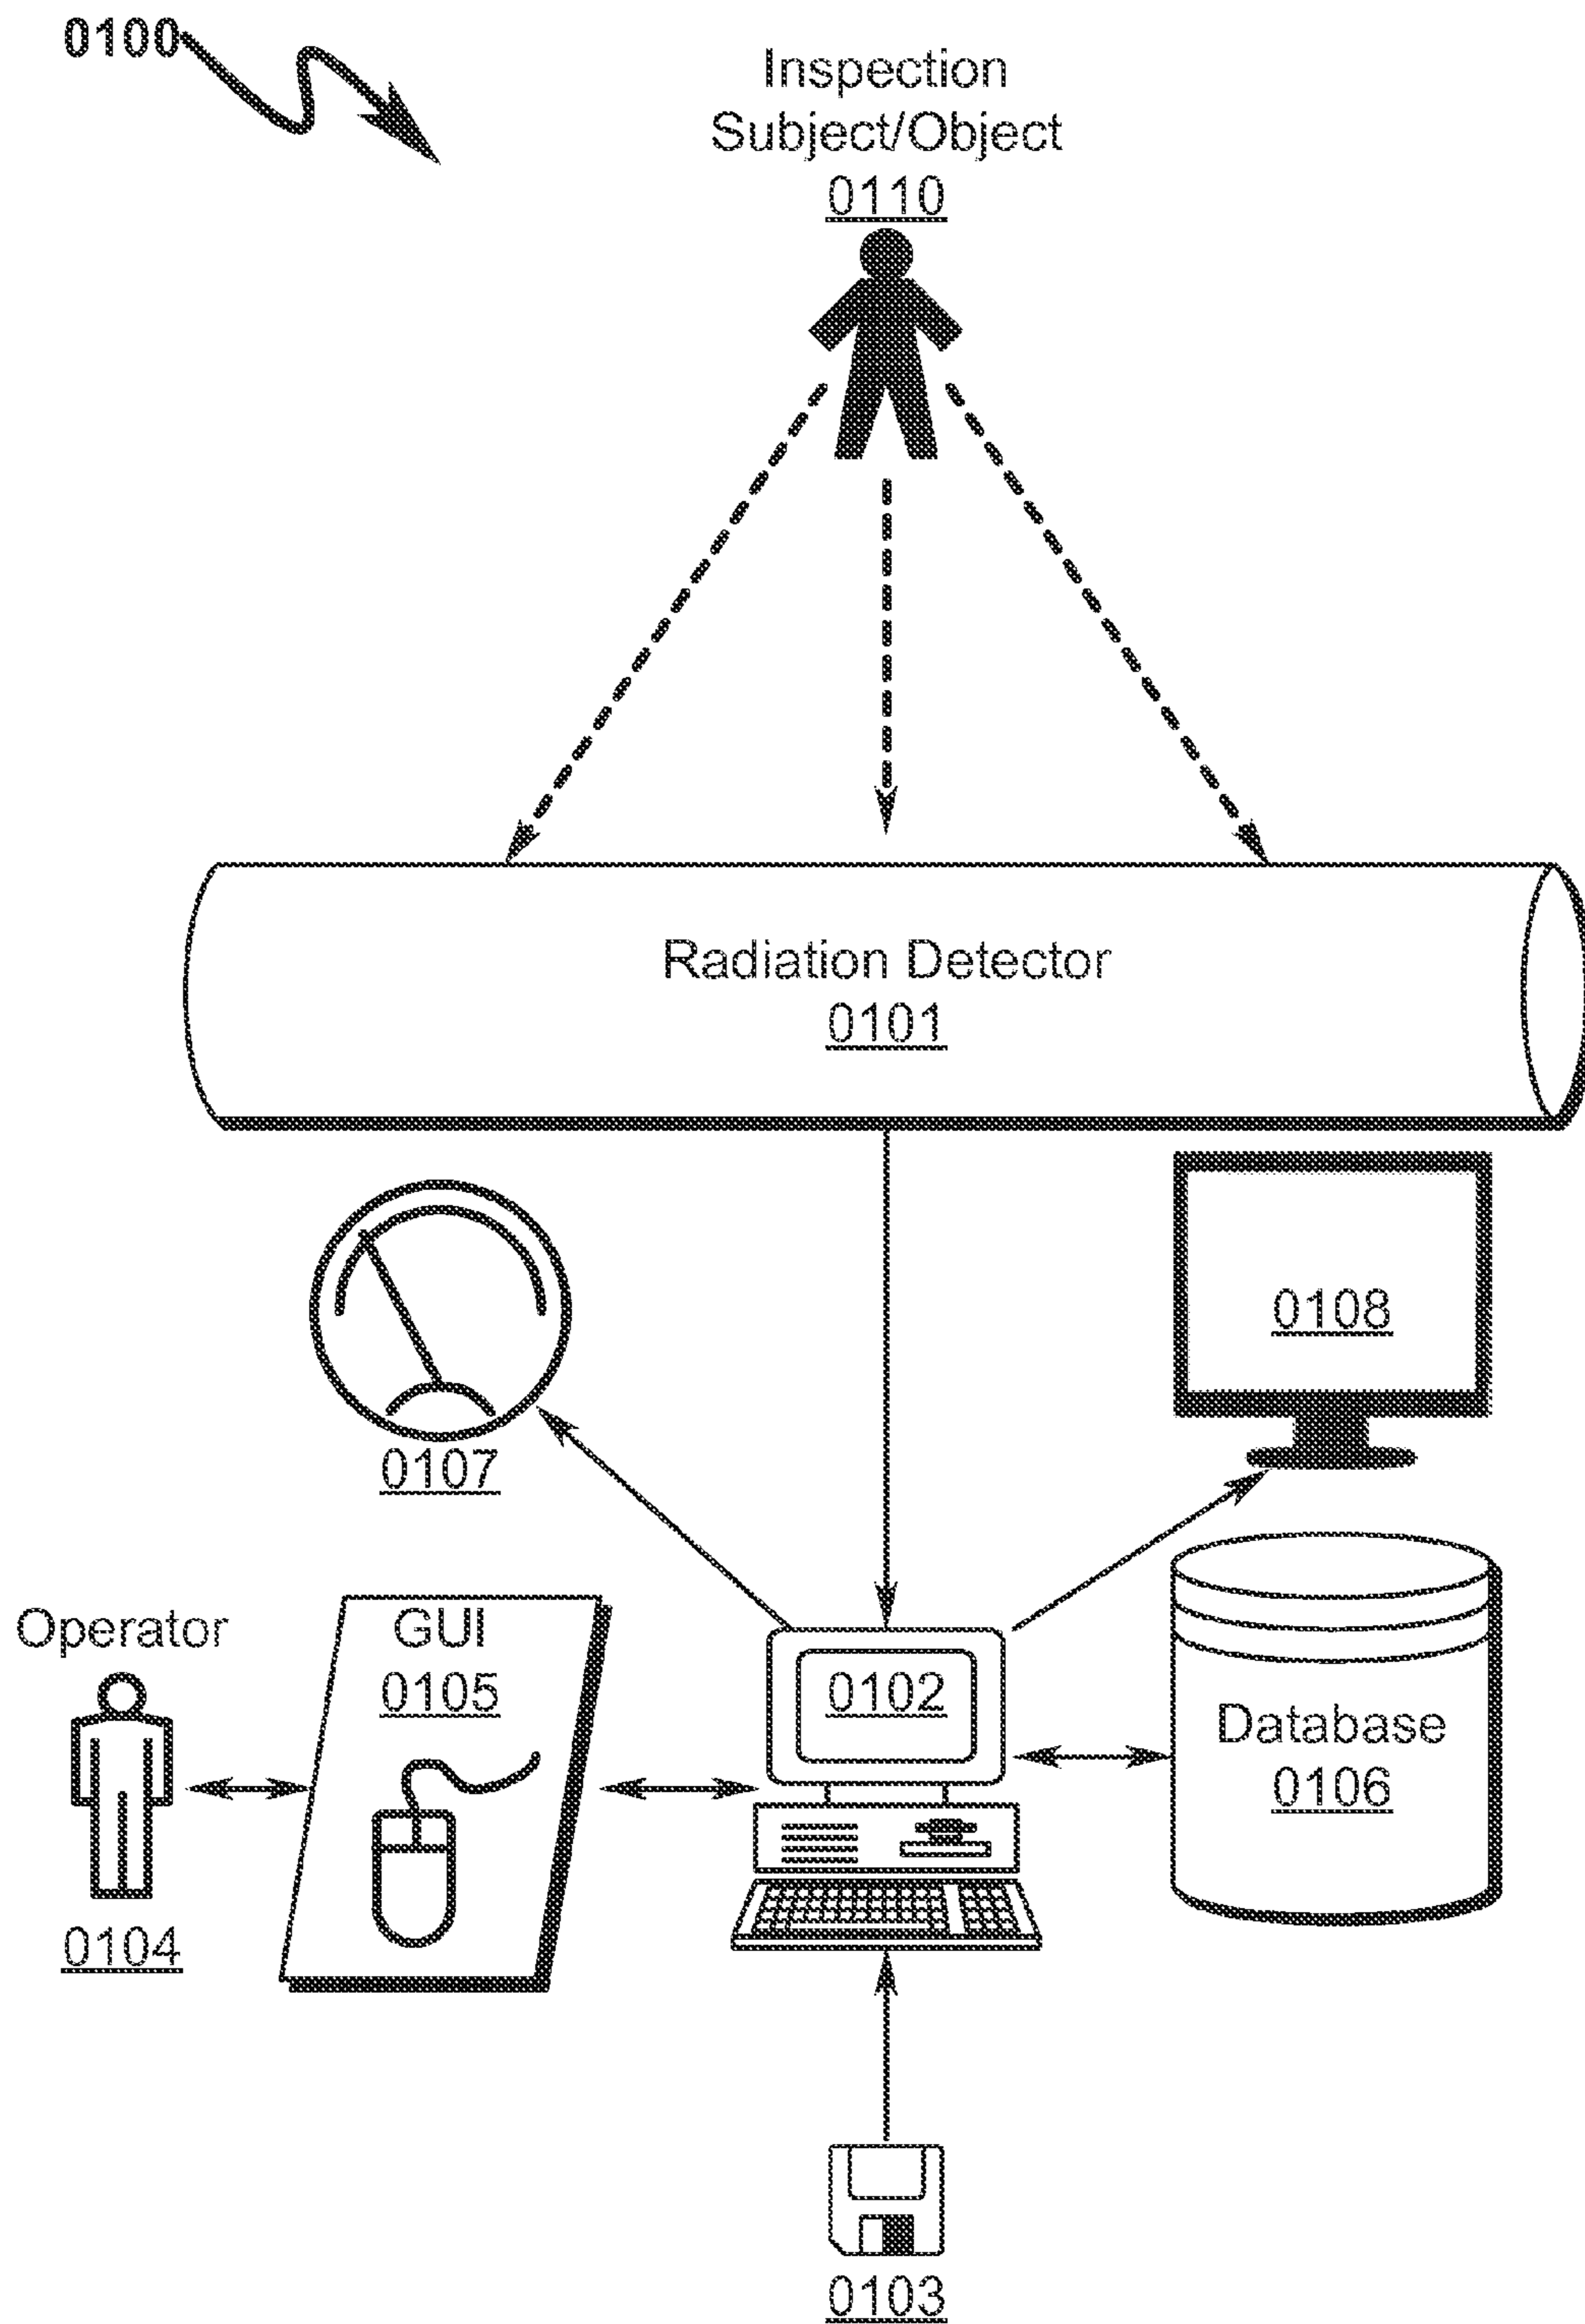 0100
Inspection
Subject/Object
0110
Radiation Detector
0101
0108
0107
Operator
GUI
0105
0102
Database
0106
0104
0103